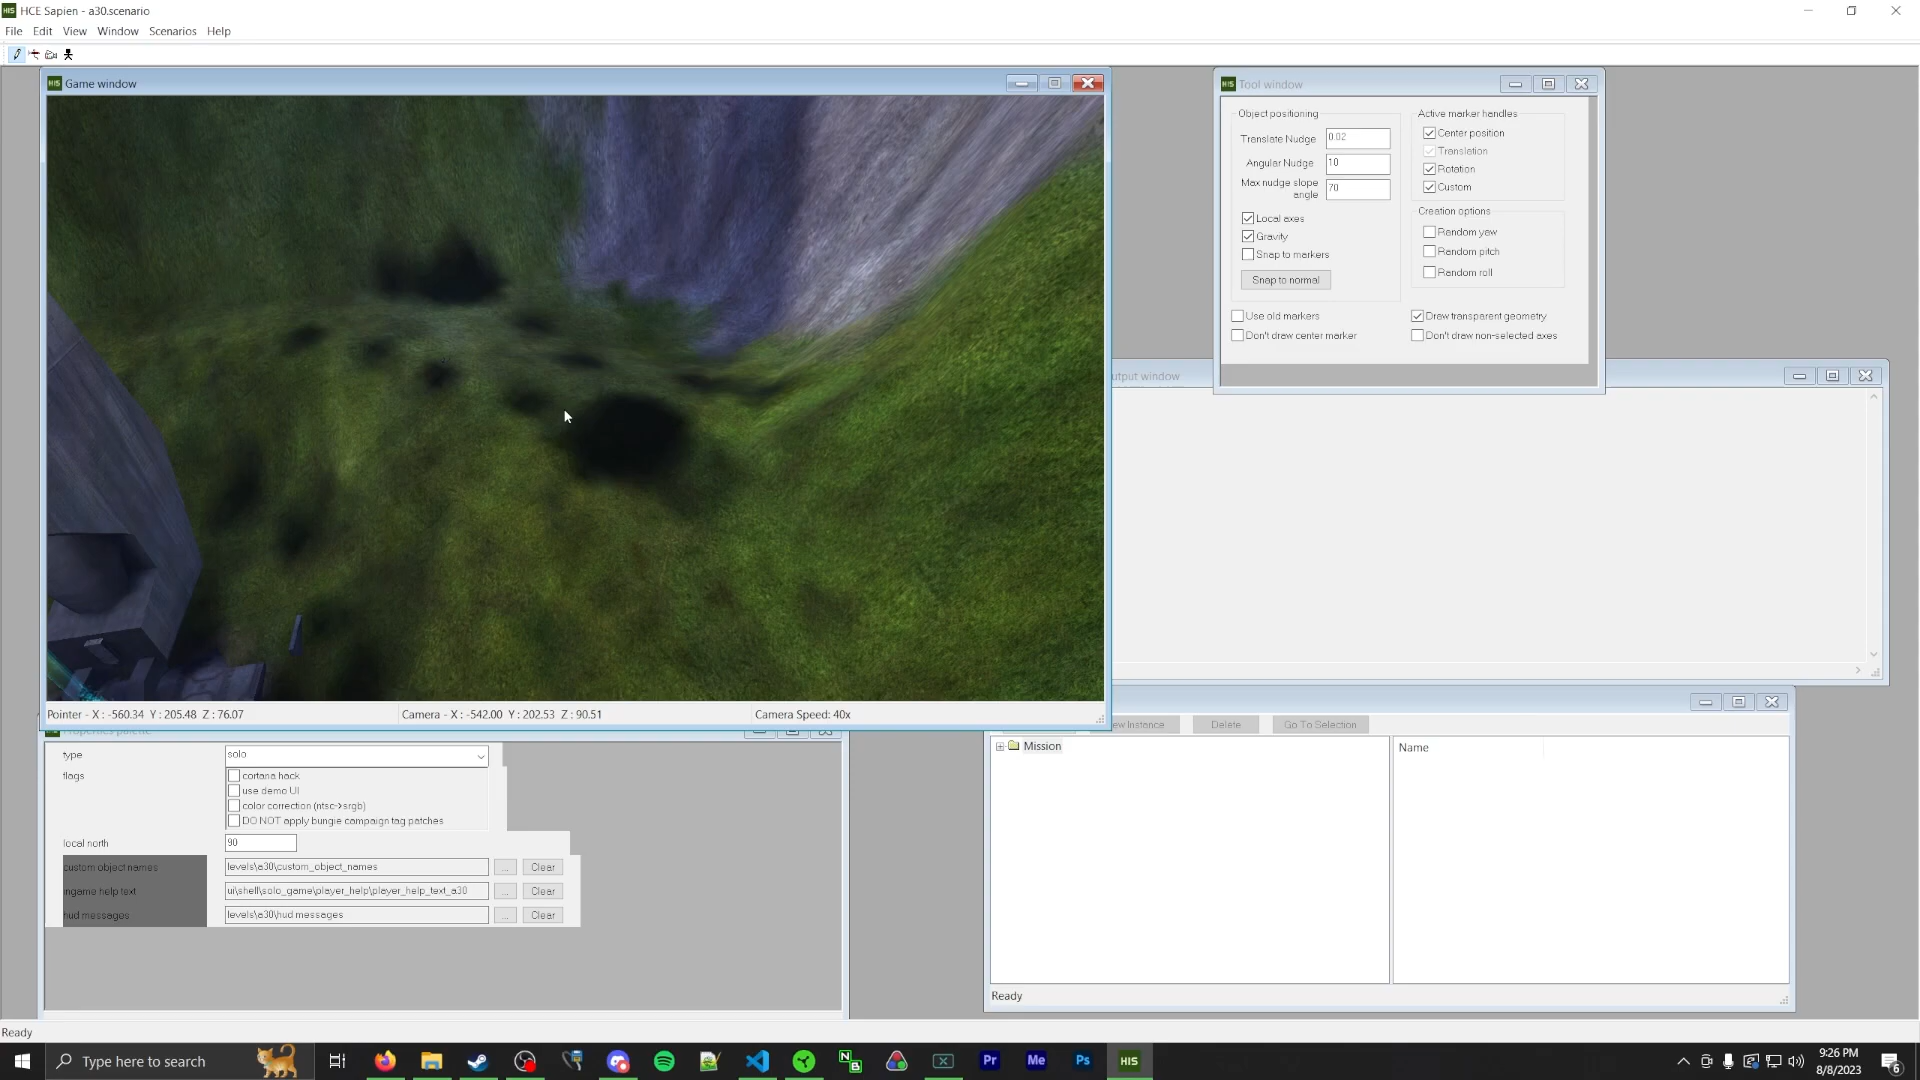 HCE Sapien - a30.scenario
File Edit View Window Scenarios Help
Game window
Pointer - X : -560.34 Y : 205.48 Z : 76.07
Camera - X : -542.00 Y : 202.53 Z : 90.51
Camera Speed: 40x
Tool window
Object positioning
Translate Nudge 0.02
Angular Nudge 10
Max nudge slope
angle 70
Local axes
Gravity
Snap to markers
Snap to normal
Use old markers
Don't draw center marker
Active marker handles
Center position
Translation
Rotation
Custom
Creation options
Random yaw
Random pitch
Random roll
Draw transparent geometry
Don't draw non-selected axes
utput window
Properties palette
type solo
flags
cortana hack
use demo UI
color correction (ntsc->srgb)
DO NOT apply bungie campaign tag patches
local north 90
custom object names levels\a30\custom_object_names ... Clear
ingame help text ui\shell\solo_game\player_help\player_help_text_a30 ... Clear
hud messages levels\a30\hud messages ... Clear
ew Instance Delete Go To Selection
Mission
Name
Ready
Ready
Type here to search
Pr Me Ps HIS
9:26 PM
8/8/2023
6